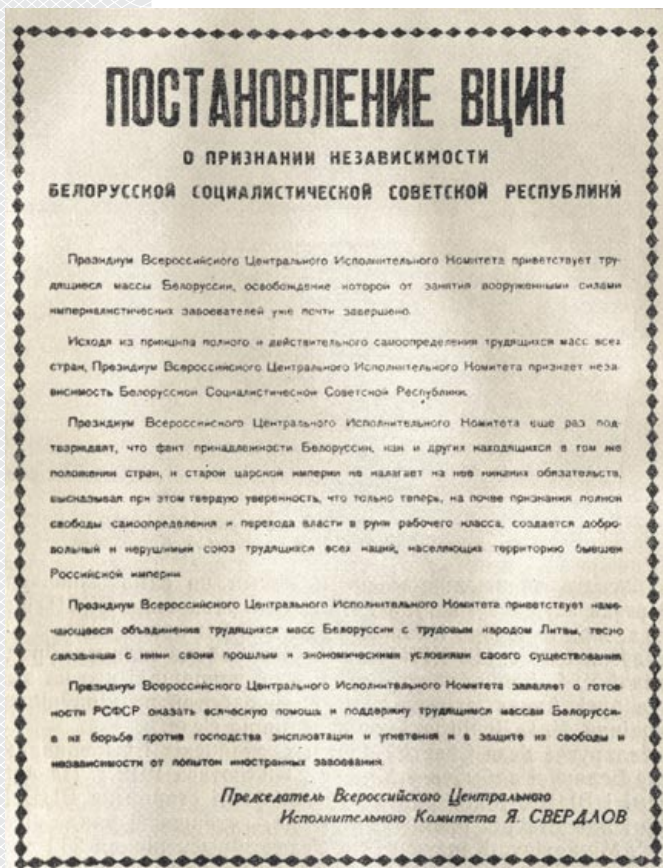 ПОСТАНОВЛЕНИЕ ВЦИК
О ПРИЗНАНИИ НЕЗАВИСИМОСТИ
БЕЛОРУССКОЙ СОЦИАЛИСТИЧЕСКОЙ СОВЕТСКОЙ РЕСПУБЛИКИ
Президиум Всероссийского Центрального Исполнительного Комитета приветствует тру-
дящиеся массы Белоруссии, освобождение которой от занятия вооруженными силами
империалистических завоевателей уже почти завершено.
Исходя из принципа полного и действительного самоопределения трудящихся масс всех
стран, Президиум Всероссийского Центрального Исполнительного Комитета признает неза-
висимость Белорусской Социалистической Советской Республики.
Президиум Всероссийского Центрального Исполнительного Комитета еще раз под-
тверждает, что факт принадлежности Белоруссии, как и других находящихся в том же
положении стран, к старой царской империи не налагает на нее никаких обязательств,
высказывая при этом твердую уверенность, что только теперь, на почве признания полной
свободы самоопределения и перехода власти в руки рабочего класса, создается добро-
вольный и нерушимый союз трудящихся всех наций, населяющих территорию бывшей
Российской империи
Президиум Всероссийского Центрального Исполнительного Комитета приветствует наме-
чающееся объединение трудящихся масс Белоруссии с трудовым народом Литвы, тесно
связанным с ними своим прошлым и экономическими условиями своего существования
Президиум Всероссийского Центрального Исполнительного Комитета заявляет о готов-
ности РСФСР оказать всяческую помощь и поддержку трудящимся массам Белоруссии
в их борьбе против господства эксплоатации и угнетения и в защите их свободы и
независимости от попыток иностранных завоевания.
Председатель Всероссийского Центрального
Исполнительного Комитета Я. СВЕРДЛОВ